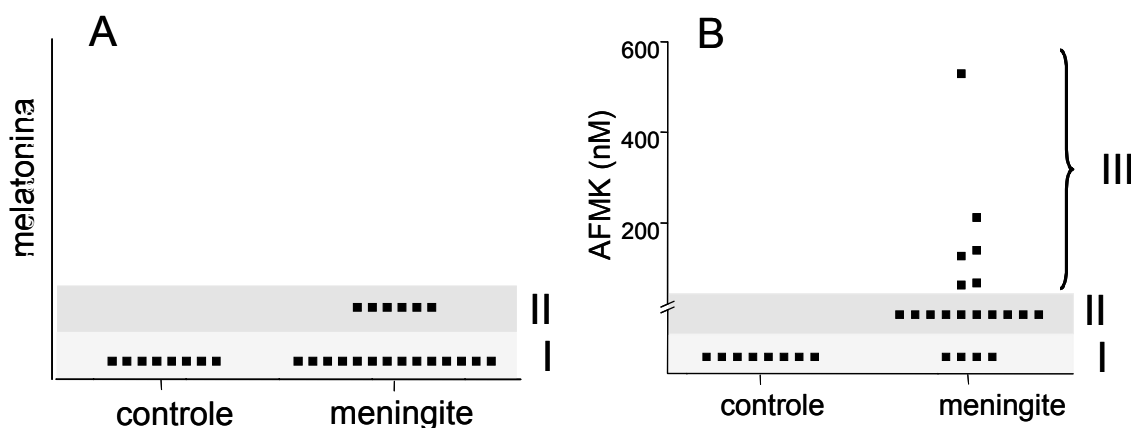 A
melatonina
II
I
controle
meningite
B
AFMK (nM)
600
400
200
III
II
I
controle
meningite